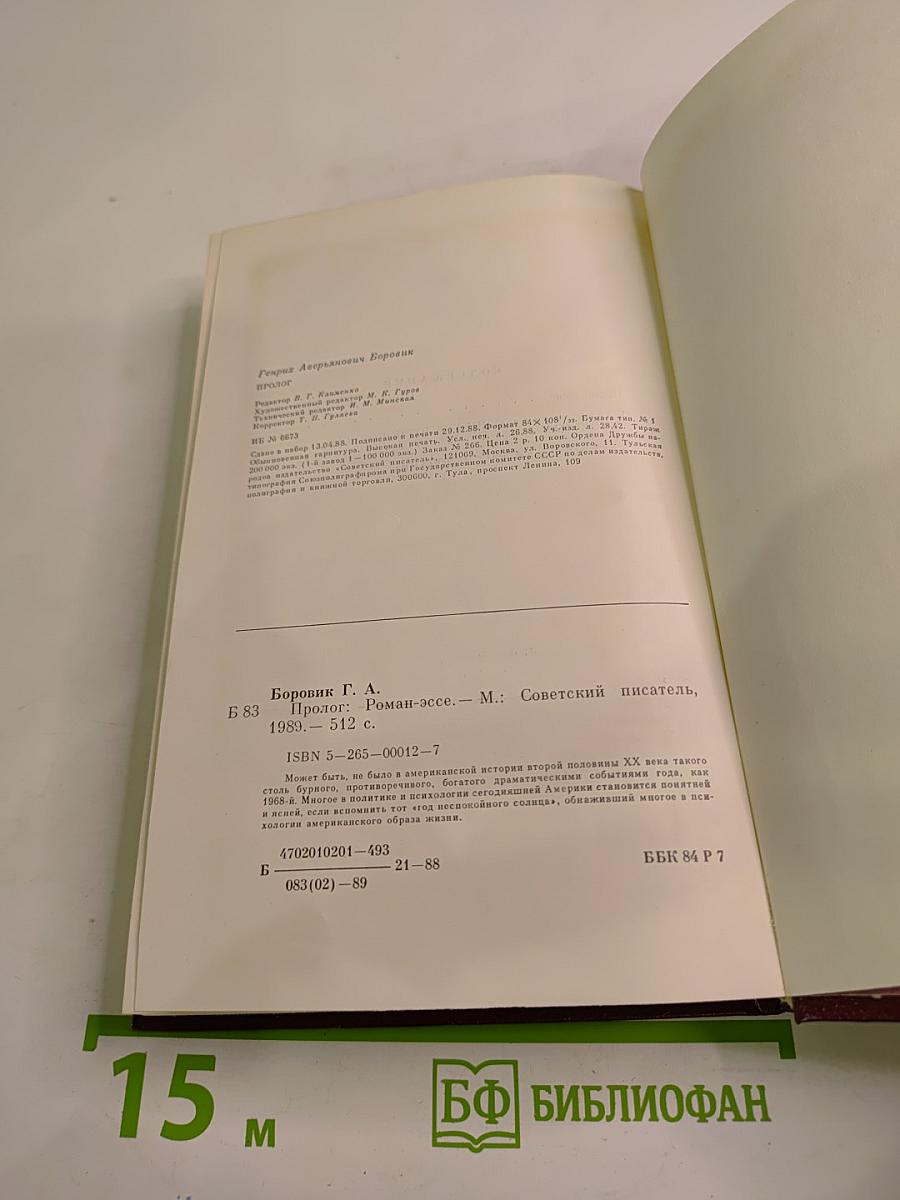 Генрих Аверьянович Боровик
ПРОЛОГ
Редактор В. Г. Клименко
Художественный редактор М. К. Гуров
Технический редактор И. М. Минская
Корректор Т. Н. Гуляева
ИБ № 6673
Сдано в набор 13.04.88. Подписано к печати 29.12.88. Формат 84×108¹/₃₂. Бумага тип. № 1
Обыкновенная гарнитура. Высокая печать. Усл. печ. л. 26,88. Уч.-изд. л. 28,42. Тираж
200 000 экз. (1-й завод 1—100 000 экз.) Заказ № 266. Цена 2 р. 10 коп. Ордена Дружбы на-
родов издательство «Советский писатель», 121069, Москва, ул. Воровского, 11. Тульская
типография Союзполиграфпрома при Государственном комитете СССР по делам издательств,
полиграфии и книжной торговли, 300600, г. Тула, проспект Ленина, 109
Боровик Г. А.
Б 83 Пролог: Роман-эссе.— М.: Советский писатель,
1989.— 512 с.
ISBN 5—265—00012—7
Может быть, не было в американской истории второй половины XX века такого
столь бурного, противоречивого, богатого драматическими событиями года, как
1968-й. Многое в политике и психологии сегодняшней Америки становится понятней
и ясней, если вспомнить тот «год неспокойного солнца», обнаживший многое в пси-
хологии американского образа жизни.
4702010201—493
Б 21—88
083(02)—89
ББК 84 Р 7
15 м
БФ БИБЛИОФАН